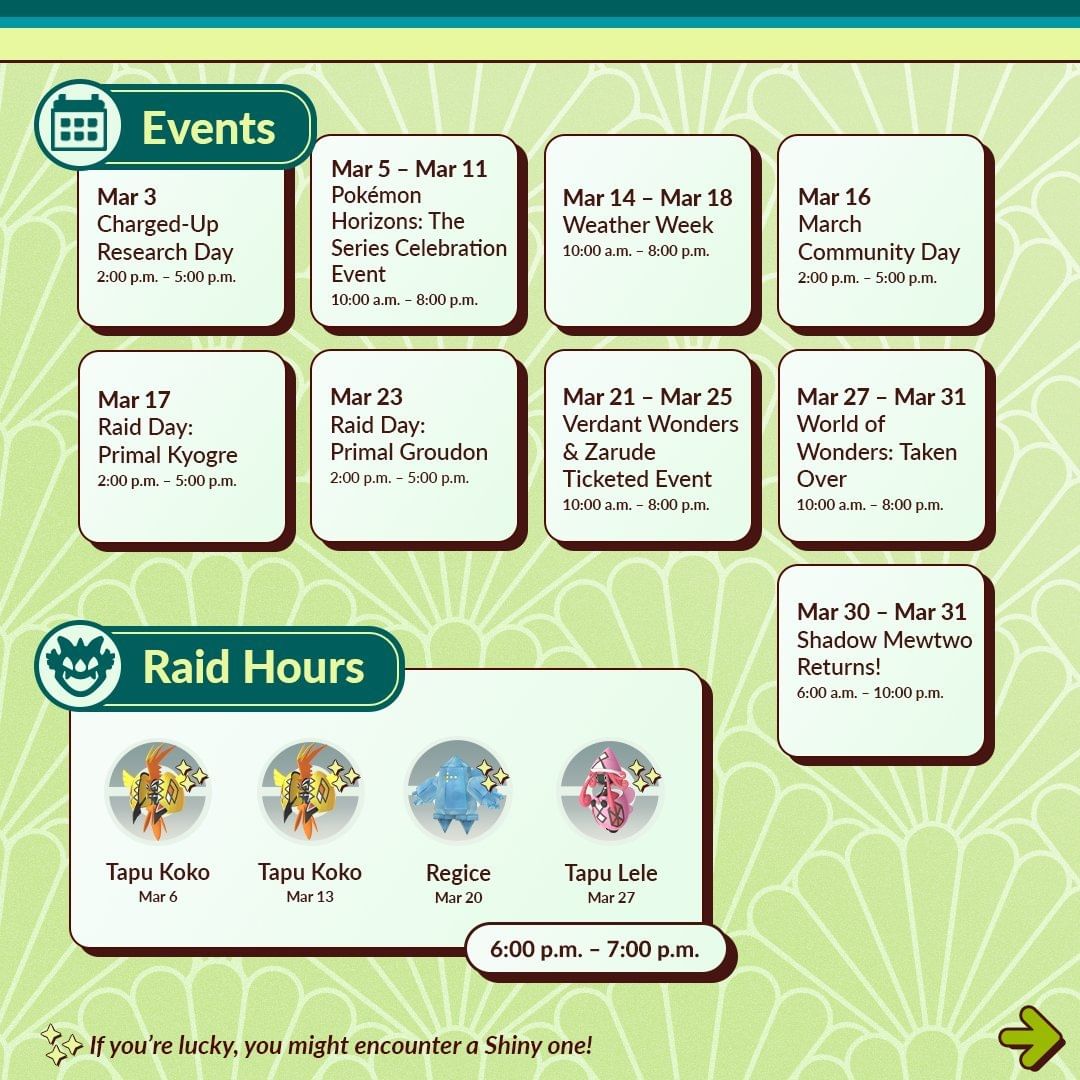 Events
Mar 3
Charged-Up
Research Day
2:00 p.m. – 5:00 p.m.
Mar 5 – Mar 11
Pokémon
Horizons: The
Series Celebration
Event
10:00 a.m. – 8:00 p.m.
Mar 14 – Mar 18
Weather Week
10:00 a.m. – 8:00 p.m.
Mar 16
March
Community Day
2:00 p.m. – 5:00 p.m.
Mar 17
Raid Day:
Primal Kyogre
2:00 p.m. – 5:00 p.m.
Mar 23
Raid Day:
Primal Groudon
2:00 p.m. – 5:00 p.m.
Mar 21 – Mar 25
Verdant Wonders
& Zarude
Ticketed Event
10:00 a.m. – 8:00 p.m.
Mar 27 – Mar 31
World of
Wonders: Taken
Over
10:00 a.m. – 8:00 p.m.
Mar 30 – Mar 31
Shadow Mewtwo
Returns!
6:00 a.m. – 10:00 p.m.
Raid Hours
Tapu Koko
Mar 6
Tapu Koko
Mar 13
Regice
Mar 20
Tapu Lele
Mar 27
6:00 p.m. – 7:00 p.m.
If you’re lucky, you might encounter a Shiny one!